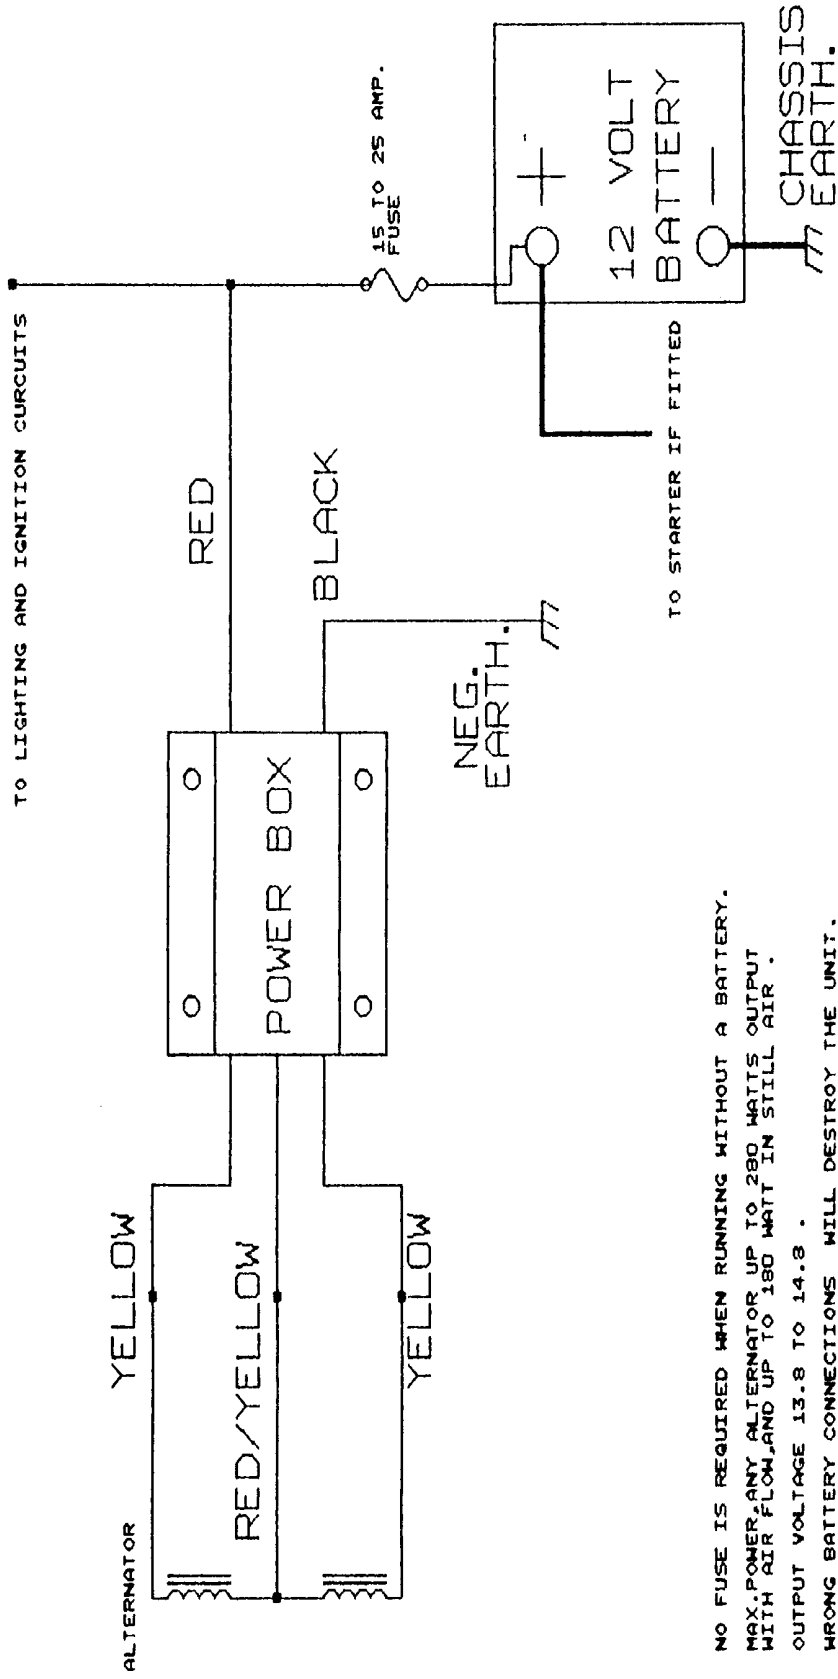 TO LIGHTING AND IGNITION CURCUITS
ALTERNATOR
YELLOW
RED/YELLOW
YELLOW
POWER BOX
RED
BLACK
NEG.
EARTH.
15 TO 25 AMP.
FUSE
+
12 VOLT
BATTERY
-
CHASSIS
EARTH.
TO STARTER IF FITTED
NO FUSE IS REQUIRED WHEN RUNNING WITHOUT A BATTERY.
MAX.POWER,ANY ALTERNATOR UP TO 280 WATTS OUTPUT
WITH AIR FLOW,AND UP TO 180 WATT IN STILL AIR .
OUTPUT VOLTAGE 13.8 TO 14.8 .
WRONG BATTERY CONNECTIONS WILL DESTROY THE UNIT.